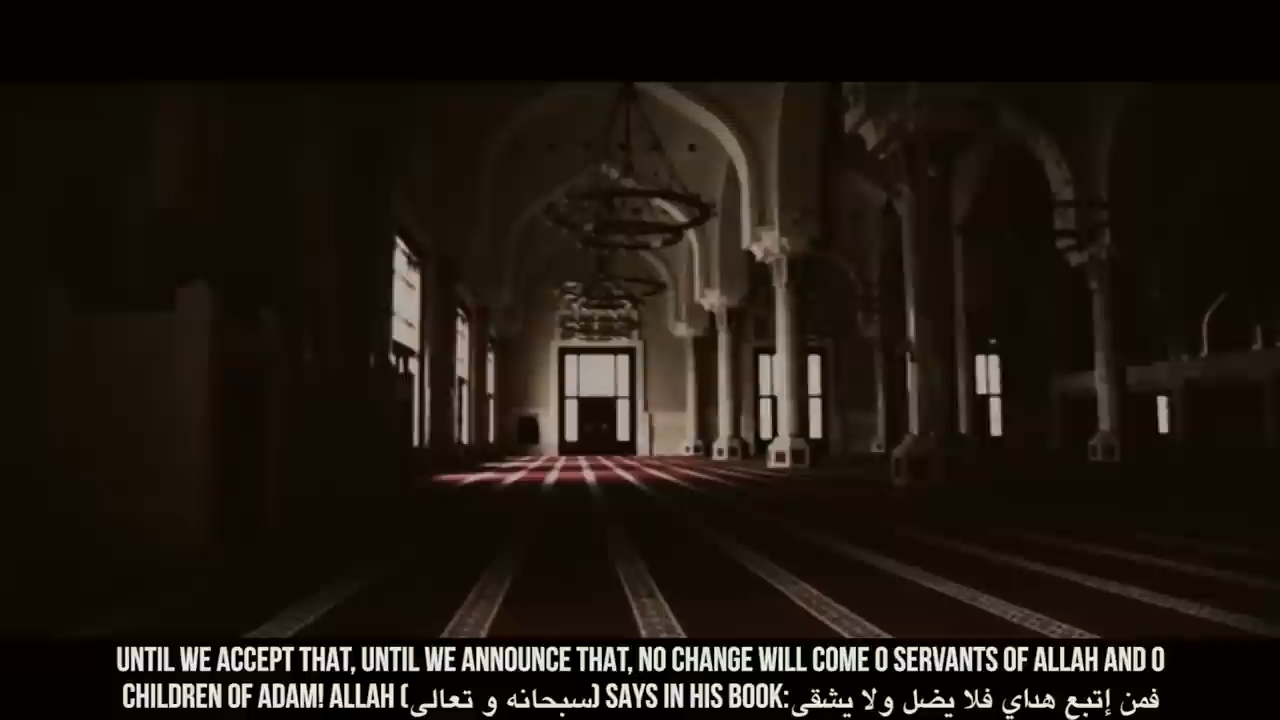 UNTIL WE ACCEPT THAT, UNTIL WE ANNOUNCE THAT, NO CHANGE WILL COME O SERVANTS OF ALLAH AND O
CHILDREN OF ADAM! ALLAH (سبحانه و تعالى) SAYS IN HIS BOOK:فمن إتبع هداي فلا يضل ولا يشقى